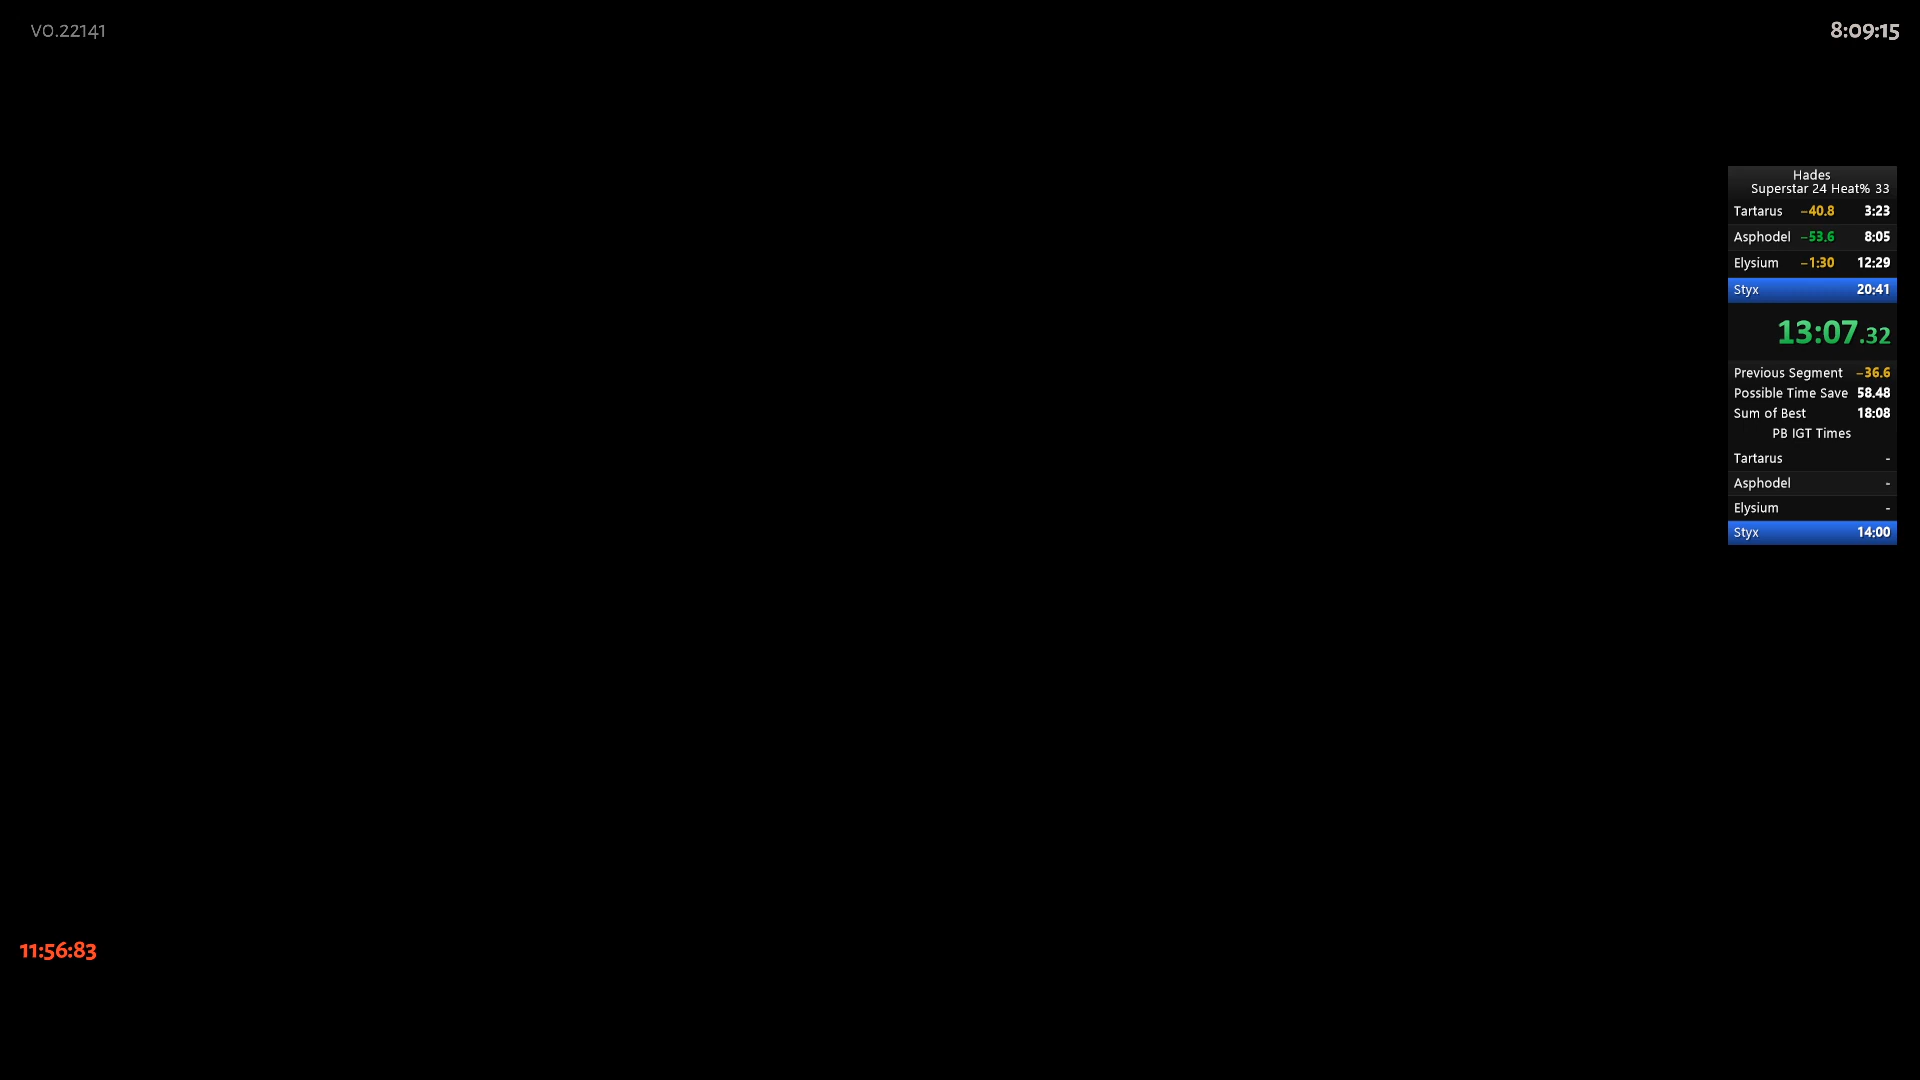 VO.22141
8:09:15
Hades
Superstar 24 Heat% 33
Tartarus −40.8 3:23
Asphodel −53.6 8:05
Elysium −1:30 12:29
Styx 20:41
13:07.32
Previous Segment −36.6
Possible Time Save 58.48
Sum of Best 18:08
PB IGT Times
Tartarus -
Asphodel -
Elysium -
Styx 14:00
11:56:83